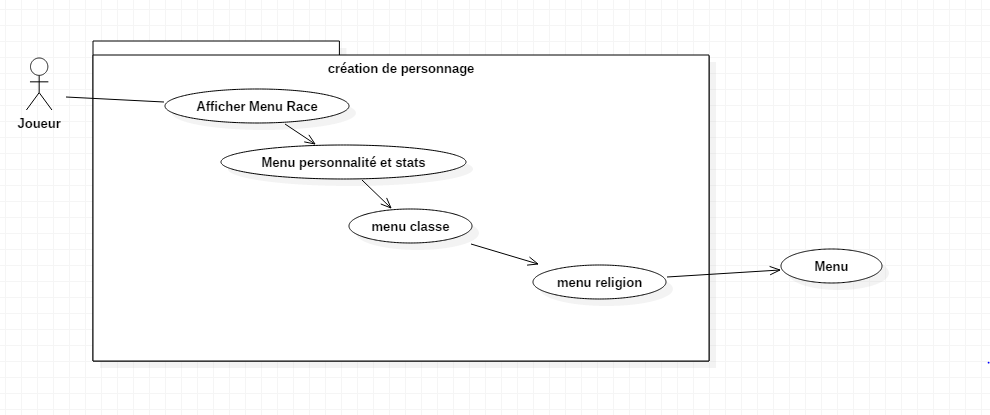 création de personnage
Joueur
Afficher Menu Race
Menu personnalité et stats
menu classe
menu religion
Menu